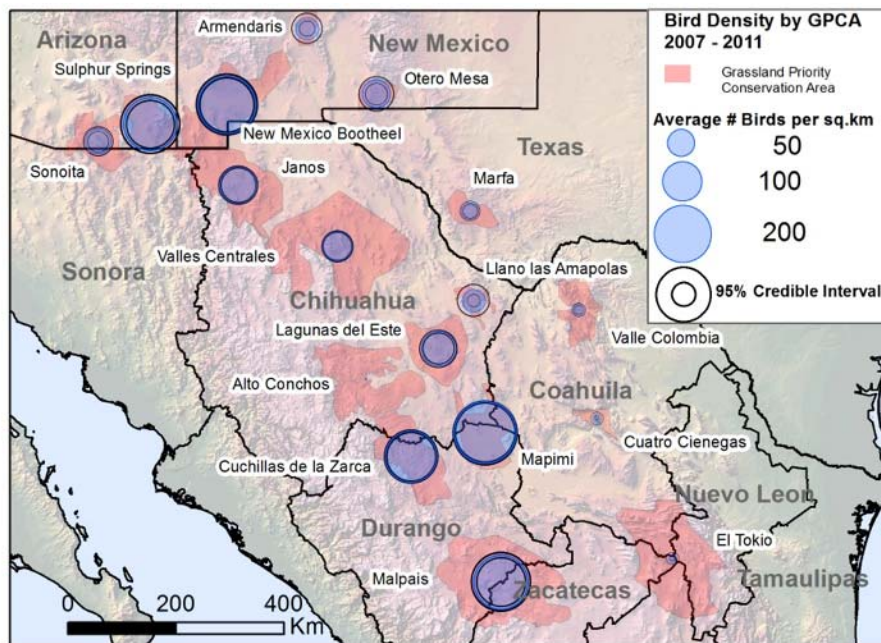 Arizona
Armendaris
New Mexico
Sulphur Springs
Otero Mesa
New Mexico Bootheel
Texas
Sonoita
Janos
Marfa
Valles Centrales
Sonora
Llano las Amapolas
Chihuahua
Lagunas del Este
Valle Colombia
Alto Conchos
Coahuila
Cuatro Cienegas
Cuchillas de la Zarca
Mapimi
Nuevo Leon
Durango
El Tokio
Malpais
Zacatecas
Tamaulipas
0 200 400
Km
Bird Density by GPCA
2007 - 2011
Grassland Priority
Conservation Area
Average # Birds per sq.km
50
100
200
95% Credible Interval